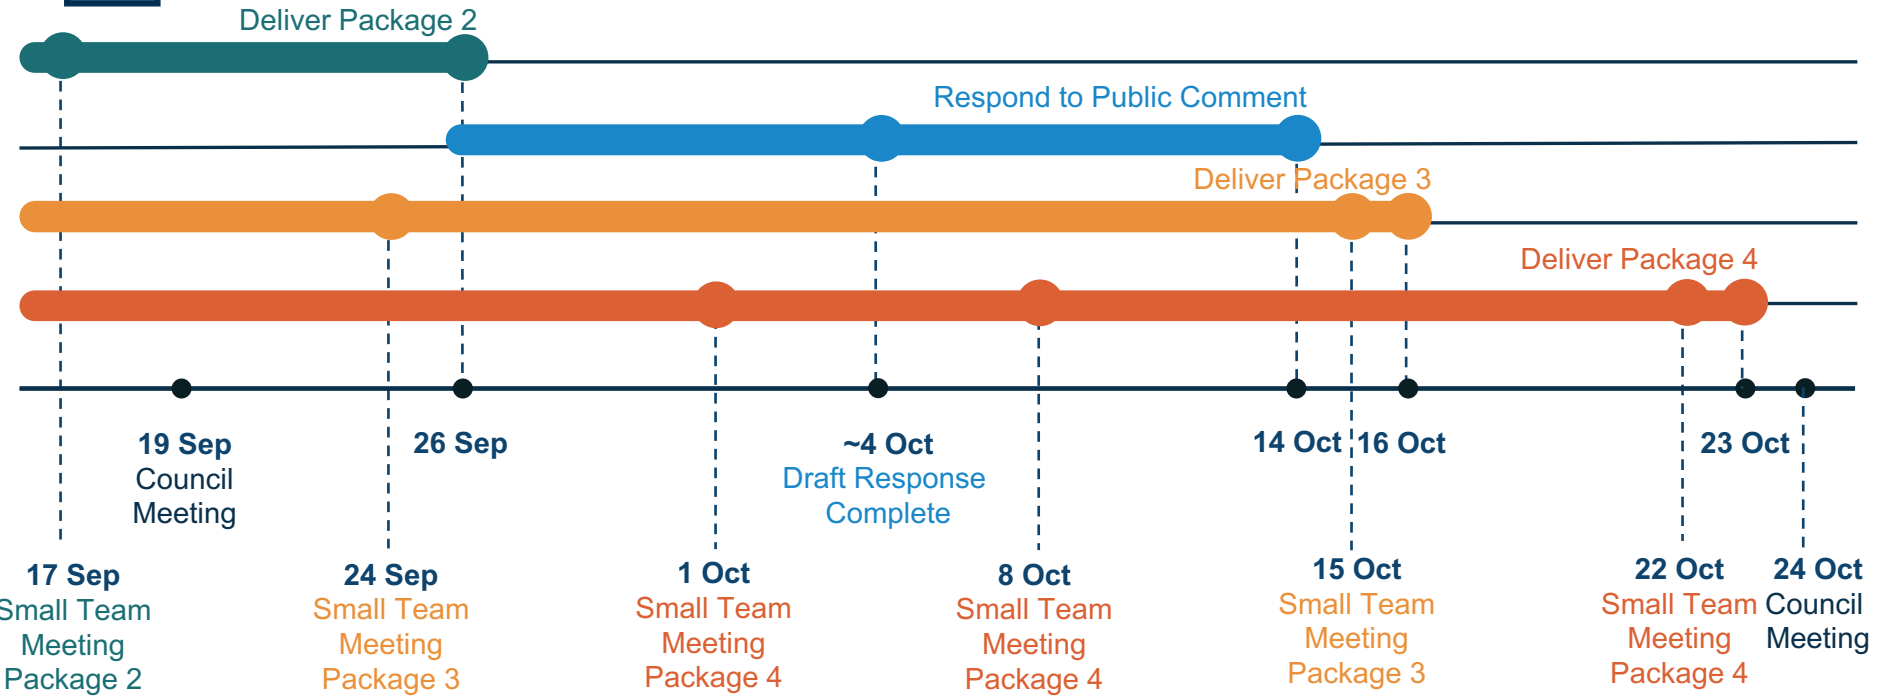 Deliver Package 2
Respond to Public Comment
Deliver Package 3
Deliver Package 4
19 Sep
Council
Meeting
26 Sep
~4 Oct
Draft Response
Complete
14 Oct
16 Oct
23 Oct
17 Sep
Small Team
Meeting
Package 2
24 Sep
Small Team
Meeting
Package 3
1 Oct
Small Team
Meeting
Package 4
8 Oct
Small Team
Meeting
Package 4
15 Oct
Small Team
Meeting
Package 3
22 Oct
Small Team
Meeting
Package 4
24 Oct
Council
Meeting